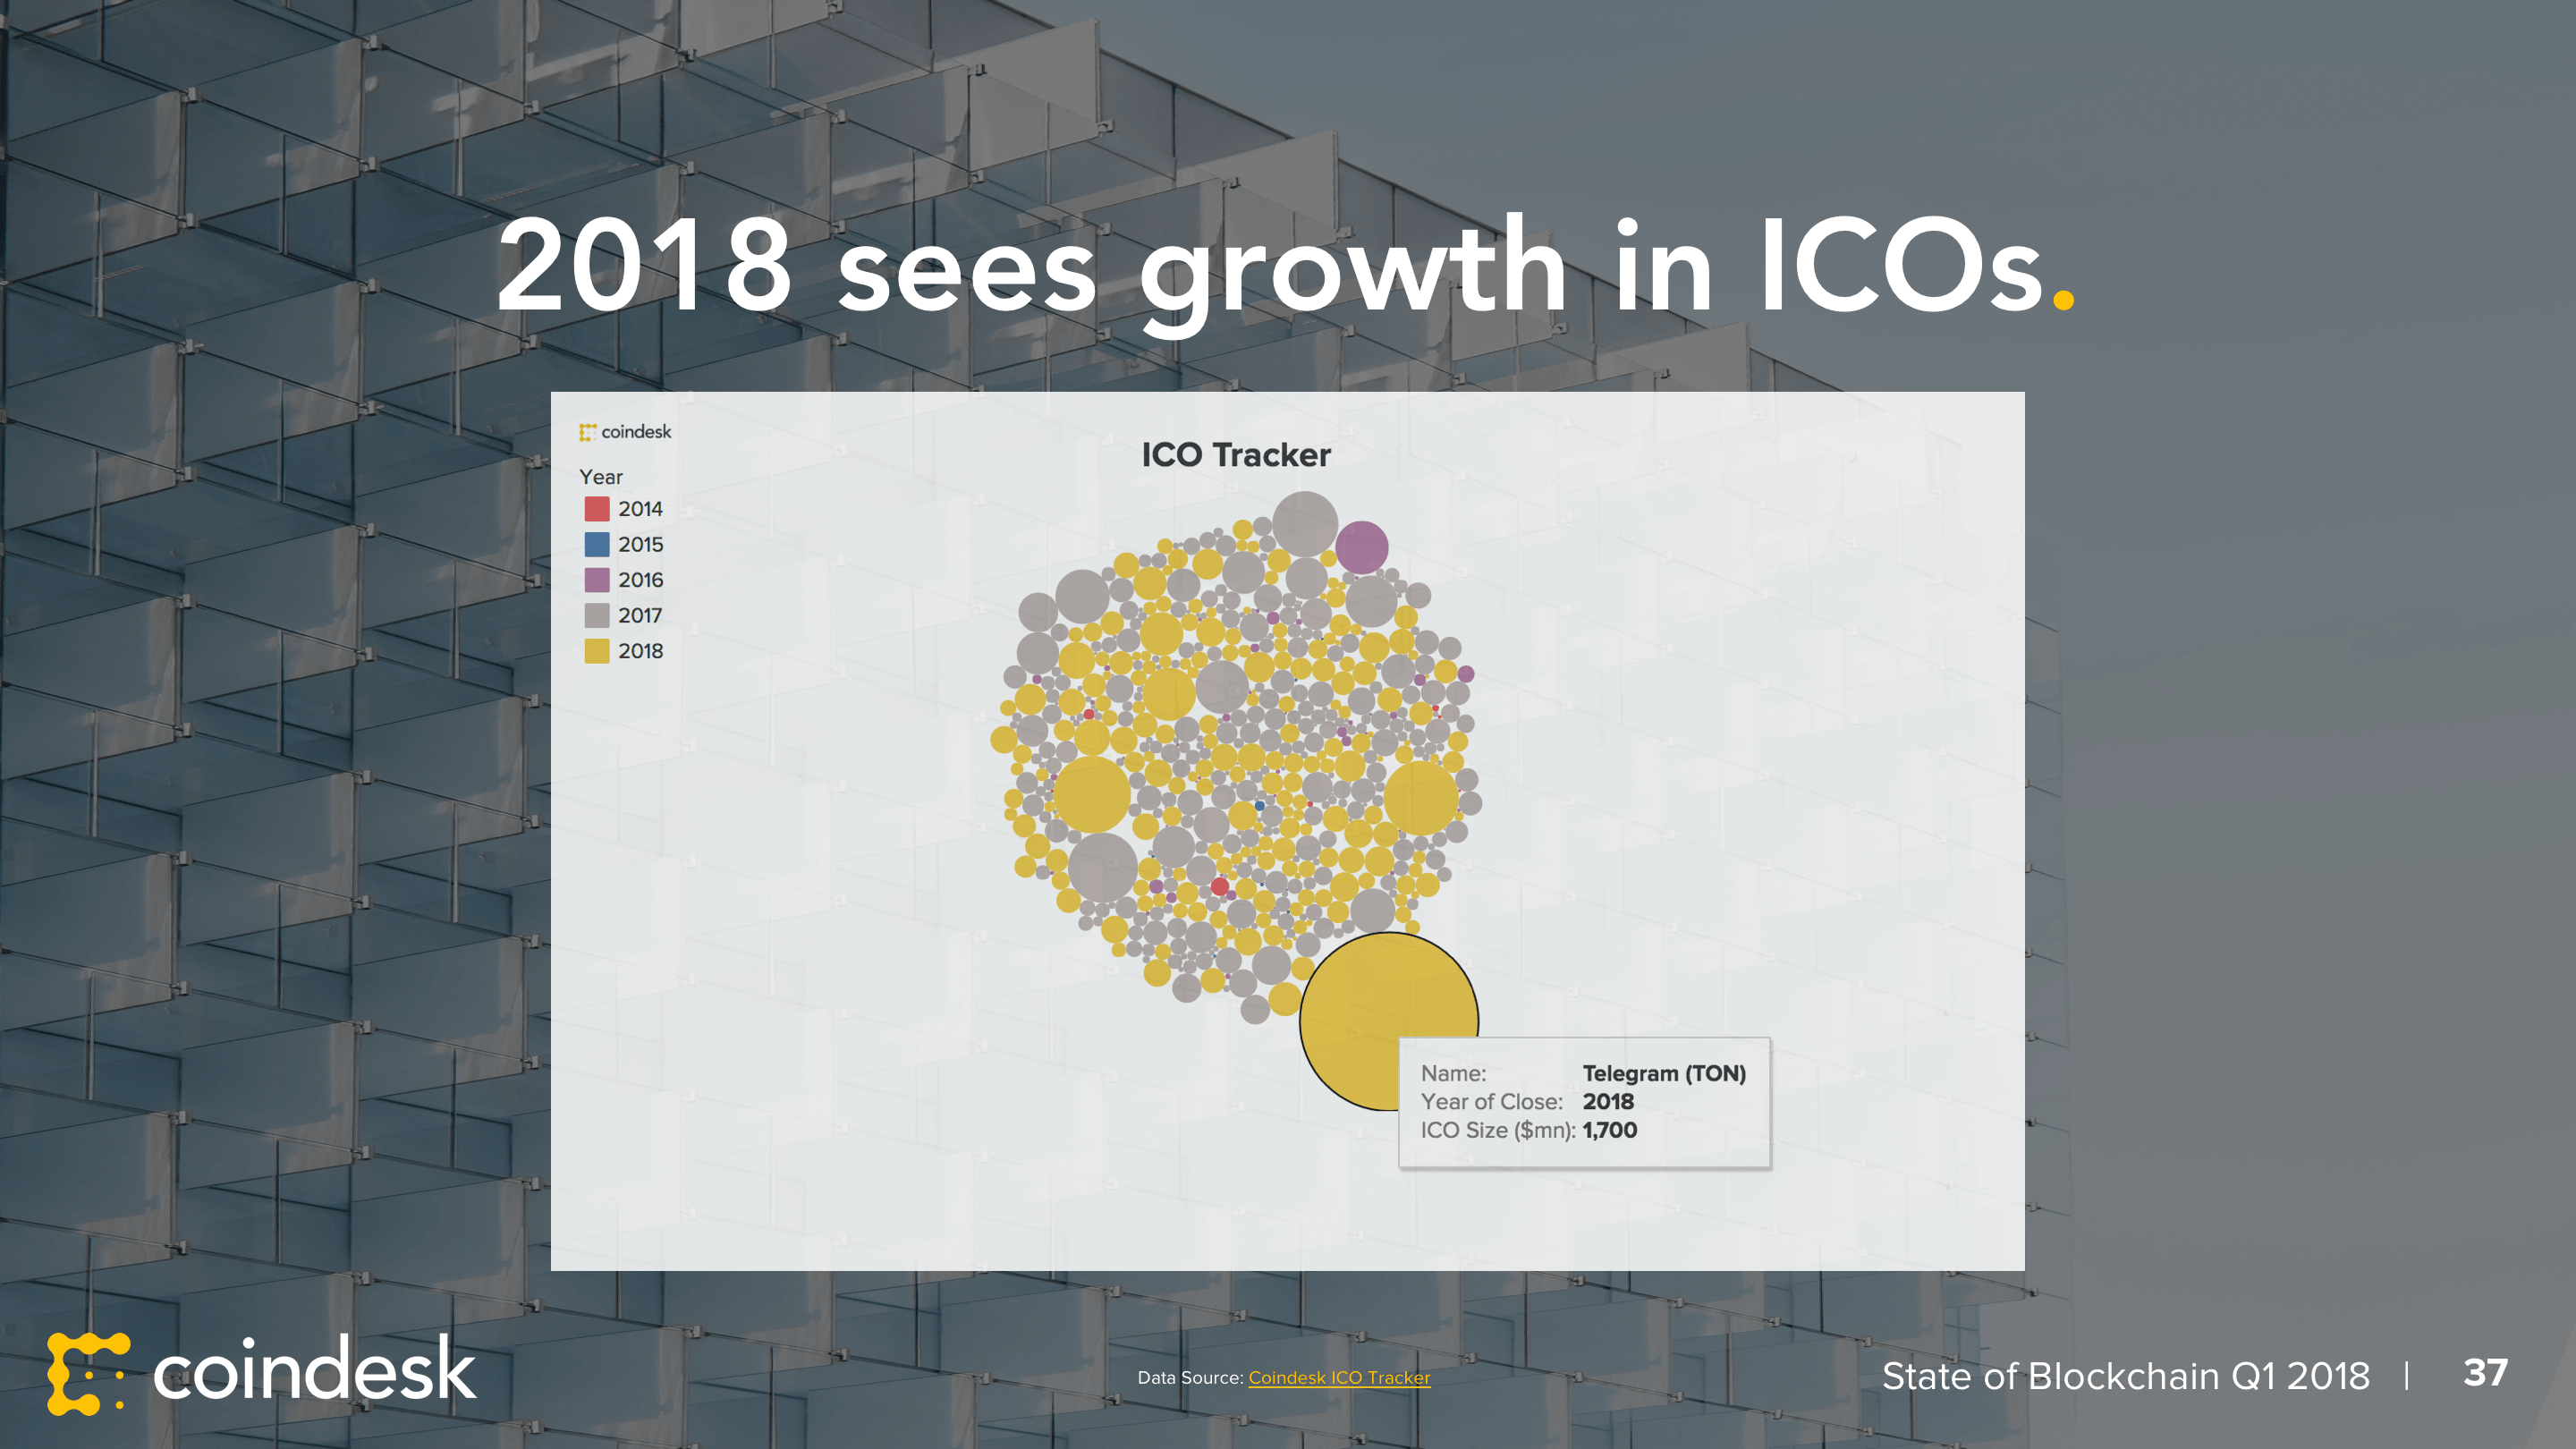 2018 sees growth in ICOs.
coindesk
ICO Tracker
Year
2014
2015
2016
2017
2018
Name: Telegram (TON)
Year of Close: 2018
ICO Size ($mn): 1,700
coindesk
Data Source: Coindesk ICO Tracker
State of Blockchain Q1 2018 | 37